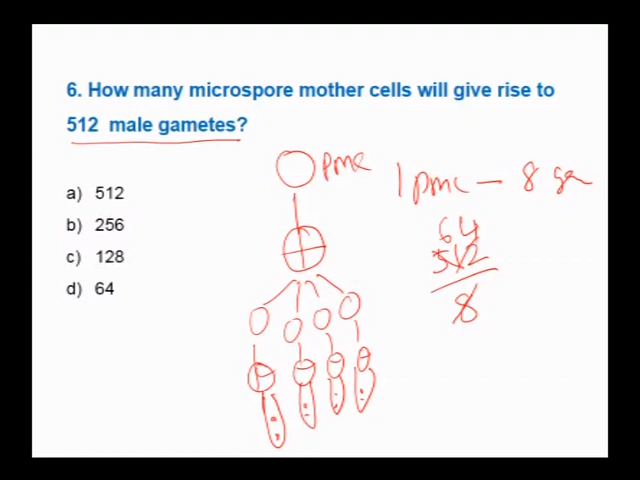 6. How many microspore mother cells will give rise to
512 male gametes?
a) 512
b) 256
c) 128
d) 64
pmc
1 pmc — 8 ga
64
512
8